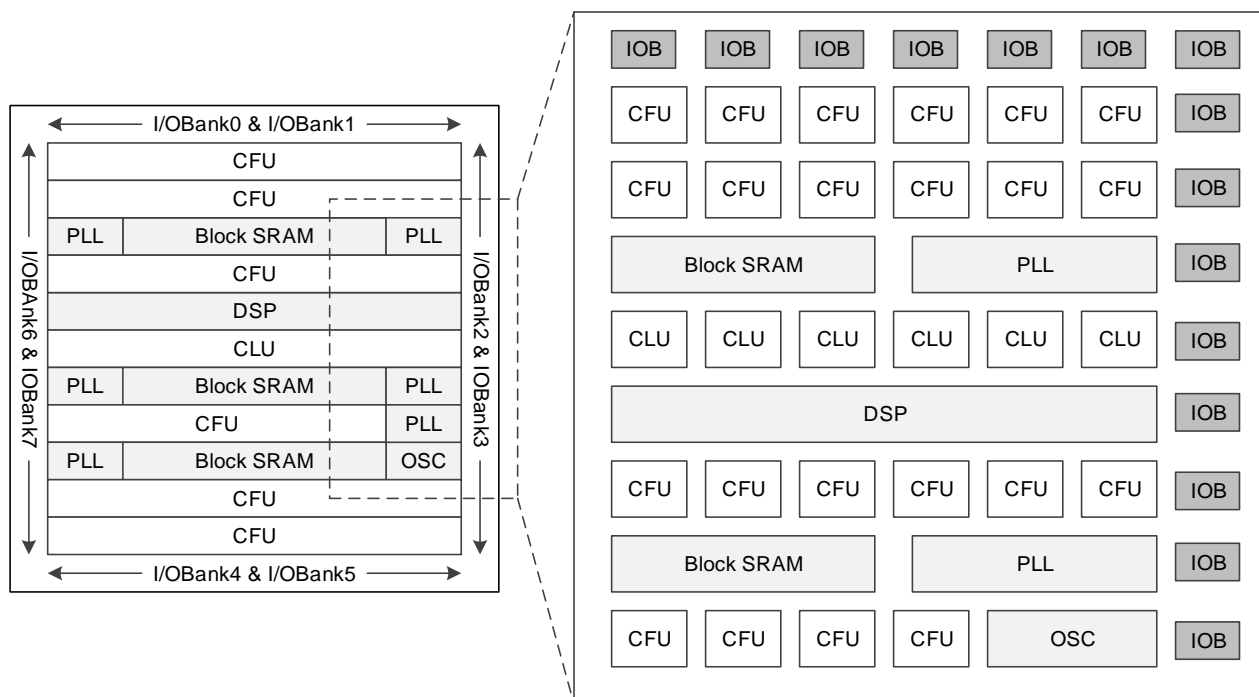 I/OBank0 & I/OBank1
I/OBAnk6 & IOBank7
I/OBank2 & IOBank3
CFU
CFU
PLL Block SRAM PLL
CFU
DSP
CLU
PLL Block SRAM PLL
CFU PLL
PLL Block SRAM OSC
CFU
CFU
I/OBank4 & I/OBank5
IOB IOB IOB IOB IOB IOB IOB
CFU CFU CFU CFU CFU CFU IOB
CFU CFU CFU CFU CFU CFU IOB
Block SRAM PLL IOB
CLU CLU CLU CLU CLU CLU IOB
DSP IOB
CFU CFU CFU CFU CFU CFU IOB
Block SRAM PLL IOB
CFU CFU CFU CFU OSC IOB